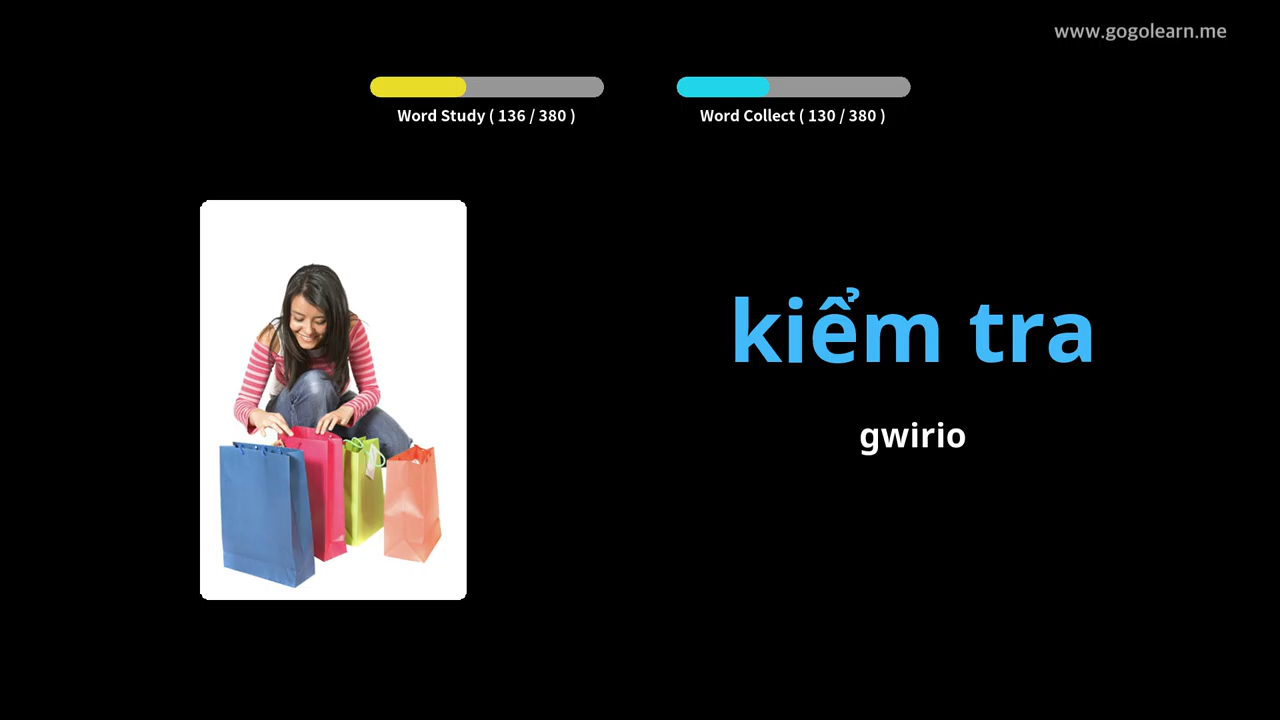 www.gogolearn.me
Word Study ( 136 / 380 )
Word Collect ( 130 / 380 )
kiểm tra
gwirio